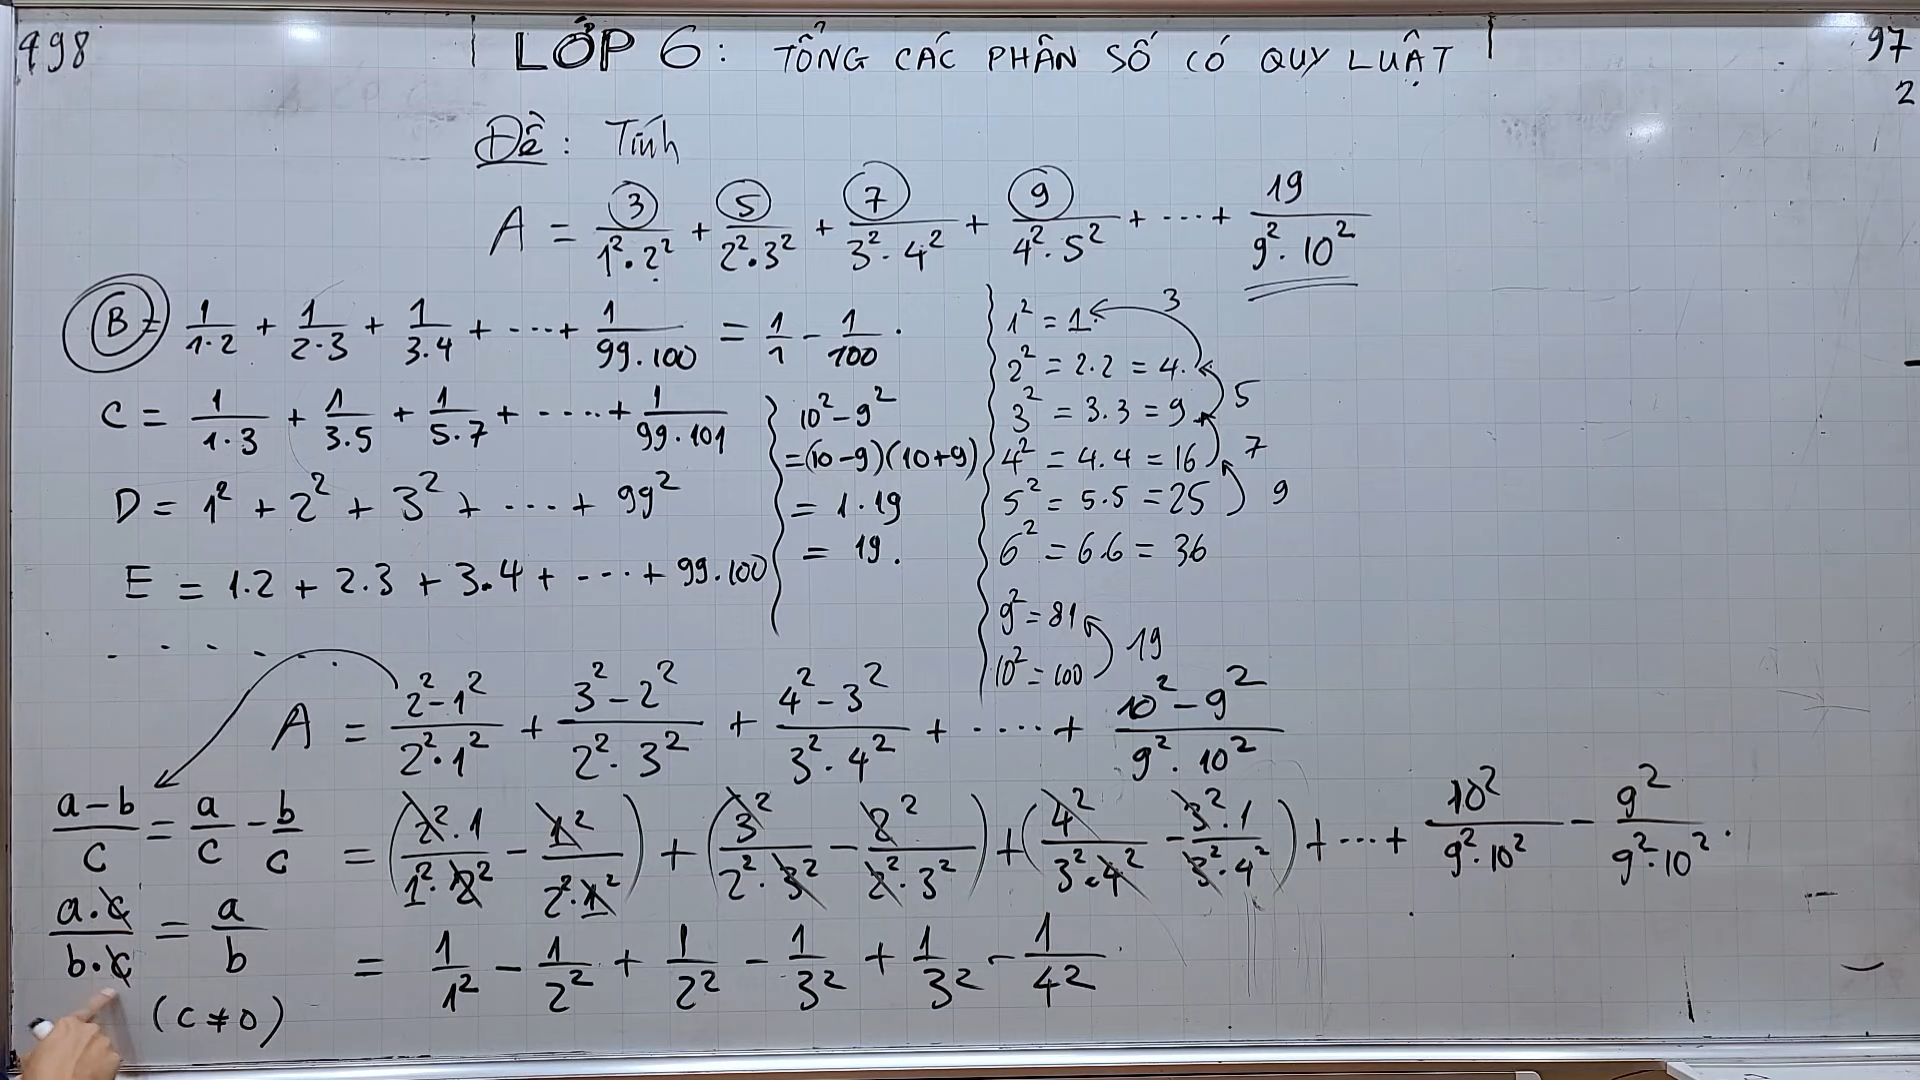 498
LỚP 6: TỔNG CÁC PHÂN SỐ CÓ QUY LUẬT
97
2
Đề: Tính
A = 3/(1².2²) + 5/(2².3²) + 7/(3².4²) + 9/(4².5²) + ... + 19/(9².10²)
B = 1/(1.2) + 1/(2.3) + 1/(3.4) + ... + 1/(99.100) = 1/1 - 1/100.
C = 1/(1.3) + 1/(3.5) + 1/(5.7) + .... + 1/(99.101)
D = 1² + 2² + 3² + ... + 99²
E = 1.2 + 2.3 + 3.4 + ... + 99.100
. . . . . .
10² - 9²
= (10-9)(10+9)
= 1.19
= 19.
1² = 1.
3
2² = 2.2 = 4.
5
3² = 3.3 = 9
7
4² = 4.4 = 16
9
5² = 5.5 = 25
6² = 6.6 = 36
9² = 81
19
10² = 100
A = (2²-1²)/(2².1²) + (3²-2²)/(2².3²) + (4²-3²)/(3².4²) + .... + (10²-9²)/(9².10²)
(a-b)/c = a/c - b/c
= (2².1/(1².2²) - 1²/(2².1²)) + (3²/(2².3²) - 2²/(2².3²)) + (4²/(3².4²) - 3².1/(3².4²)) + ... + 10²/(9².10²) - 9²/(9².10²).
(a.c)/(b.c) = a/b
(c ≠ 0)
= 1/1² - 1/2² + 1/2² - 1/3² + 1/3² - 1/4²